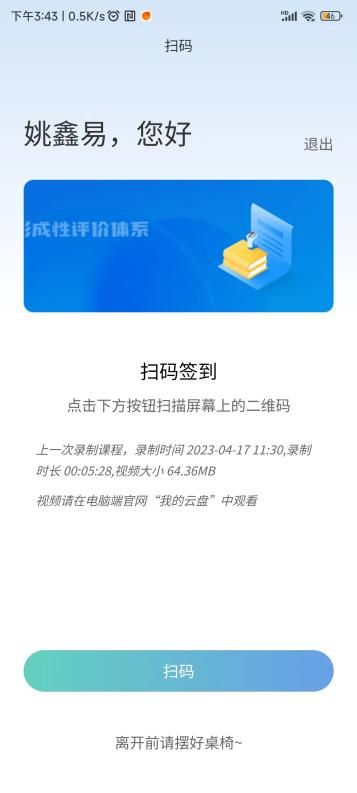 下午3:43 | 0.5K/s
HD
46
扫码
姚鑫易，您好
退出
成性评价体系
扫码签到
点击下方按钮扫描屏幕上的二维码
上一次录制课程，录制时间 2023-04-17 11:30,录制
时长 00:05:28,视频大小 64.36MB
视频请在电脑端官网“我的云盘”中观看
扫码
离开前请摆好桌椅~